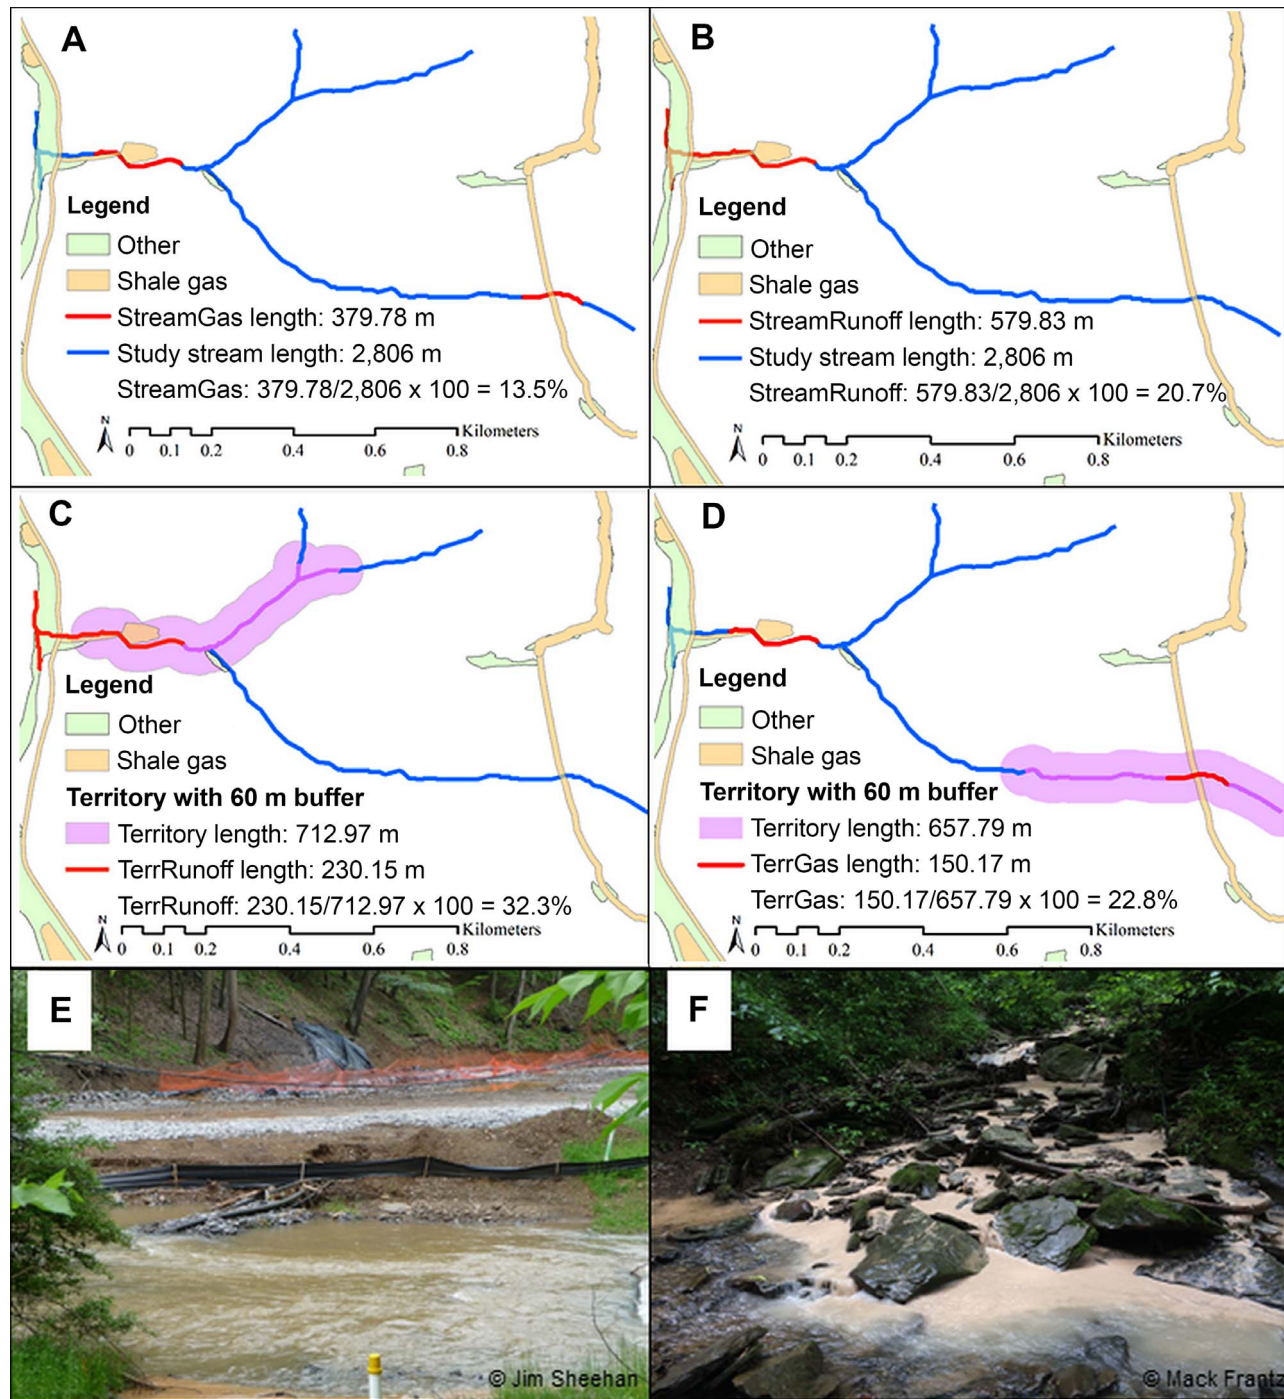 A
Legend
Other
Shale gas
StreamGas length: 379.78 m
Study stream length: 2,806 m
StreamGas: 379.78/2,806 x 100 = 13.5%
N
Kilometers
0 0.1 0.2 0.4 0.6 0.8
B
Legend
Other
Shale gas
StreamRunoff length: 579.83 m
Study stream length: 2,806 m
StreamRunoff: 579.83/2,806 x 100 = 20.7%
N
Kilometers
0 0.1 0.2 0.4 0.6 0.8
C
Legend
Other
Shale gas
Territory with 60 m buffer
Territory length: 712.97 m
TerrRunoff length: 230.15 m
TerrRunoff: 230.15/712.97 x 100 = 32.3%
N
Kilometers
0 0.1 0.2 0.4 0.6 0.8
D
Legend
Other
Shale gas
Territory with 60 m buffer
Territory length: 657.79 m
TerrGas length: 150.17 m
TerrGas: 150.17/657.79 x 100 = 22.8%
N
Kilometers
0 0.1 0.2 0.4 0.6 0.8
E
© Jim Sheehan
F
© Mack Frantz